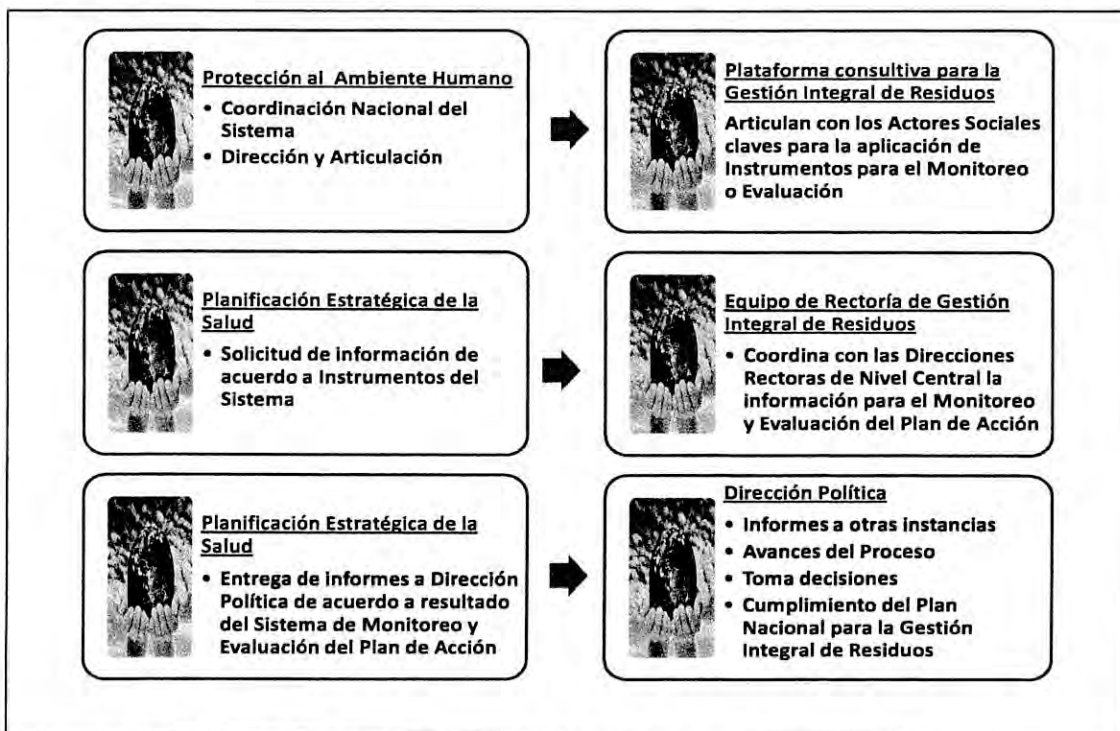 Protección al Ambiente Humano
• Coordinación Nacional del
Sistema
• Dirección y Articulación
Plataforma consultiva para la
Gestión Integral de Residuos
Articulan con los Actores Sociales
claves para la aplicación de
Instrumentos para el Monitoreo
o Evaluación
Planificación Estratégica de la
Salud
• Solicitud de información de
acuerdo a Instrumentos del
Sistema
Equipo de Rectoría de Gestión
Integral de Residuos
• Coordina con las Direcciones
Rectoras de Nivel Central la
información para el Monitoreo
y Evaluación del Plan de Acción
Planificación Estratégica de la
Salud
• Entrega de informes a Dirección
Política de acuerdo a resultado
del Sistema de Monitoreo y
Evaluación del Plan de Acción
Dirección Política
• Informes a otras instancias
• Avances del Proceso
• Toma decisiones
• Cumplimiento del Plan
Nacional para la Gestión
Integral de Residuos